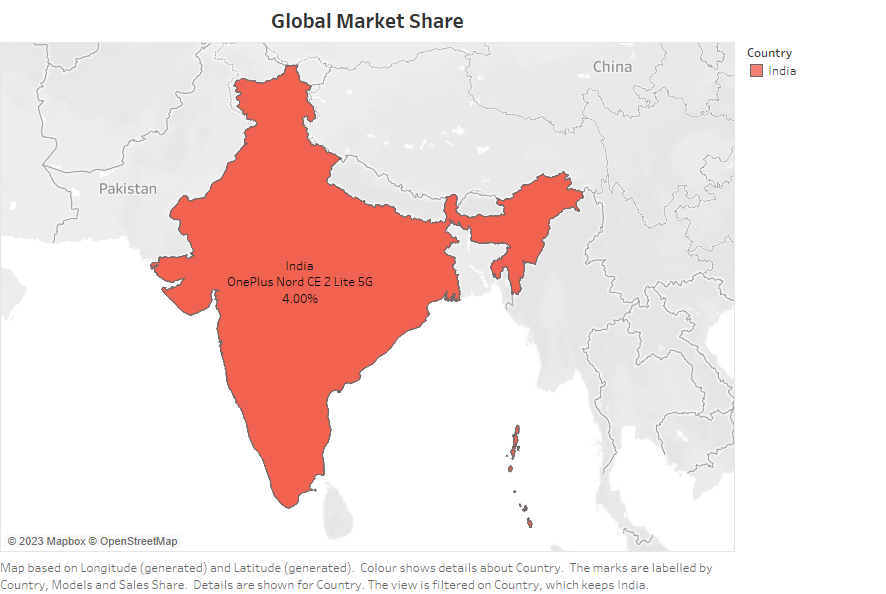 Global Market Share
Country
India
China
Pakistan
India
OnePlus Nord CE 2 Lite 5G
4.00%
© 2023 Mapbox © OpenStreetMap
Map based on Longitude (generated) and Latitude (generated).  Colour shows details about Country.  The marks are labelled by
Country, Models and Sales Share.  Details are shown for Country. The view is filtered on Country, which keeps India.